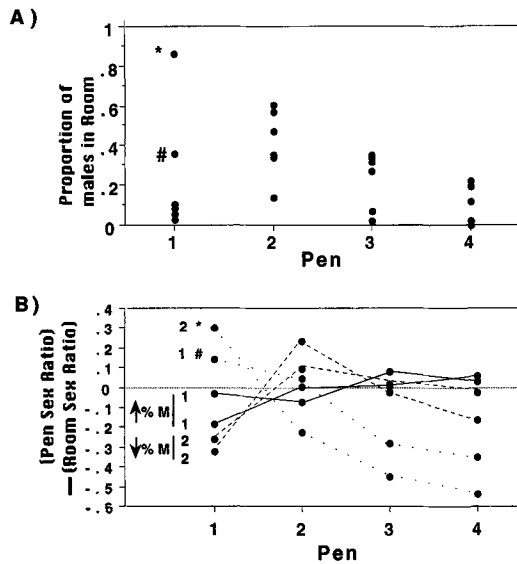 A)
Proportion of
males in Room
1
.8
.6
.4
.2
0
*
#
1 2 3 4
Pen
B)
(Pen Sex Ratio)
— (Room Sex Ratio)
.4
.3
.2
.1
0
-.1
-.2
-.3
-.4
-.5
-.6
2 *
1 #
↑% M 1
1
↓% M 2
2
1 2 3 4
Pen